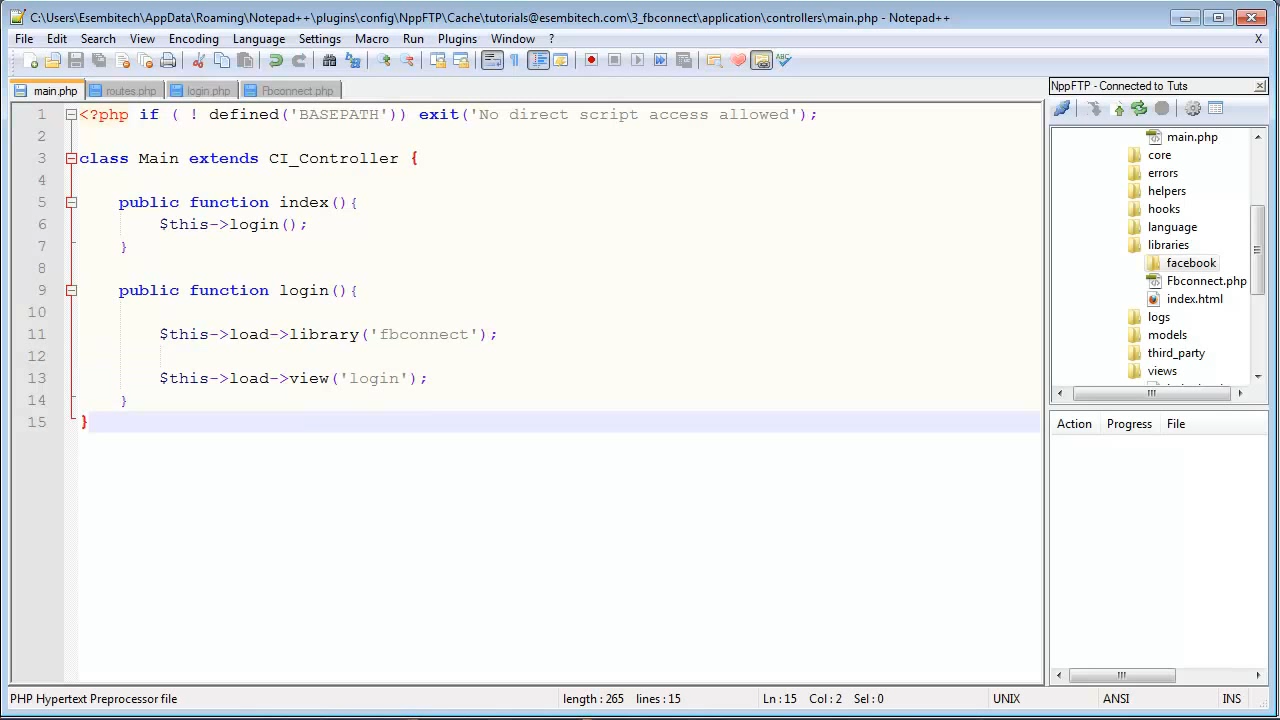 C:\Users\Esembitech\AppData\Roaming\Notepad++\plugins\config\NppFTP\Cache\tutorials@esembitech.com\3_fbconnect\application\controllers\main.php - Notepad++
File Edit Search View Encoding Language Settings Macro Run Plugins Window ? X
main.php routes.php login.php Fbconnect.php
1 <?php if ( ! defined('BASEPATH')) exit('No direct script access allowed');
2
3 class Main extends CI_Controller {
4
5 public function index(){
6 $this->login();
7 }
8
9 public function login(){
10
11 $this->load->library('fbconnect');
12
13 $this->load->view('login');
14 }
15 }
NppFTP - Connected to Tuts
main.php
core
errors
helpers
hooks
language
libraries
facebook
Fbconnect.php
index.html
logs
models
third_party
views
Action Progress File
PHP Hypertext Preprocessor file length : 265 lines : 15 Ln : 15 Col : 2 Sel : 0 UNIX ANSI INS